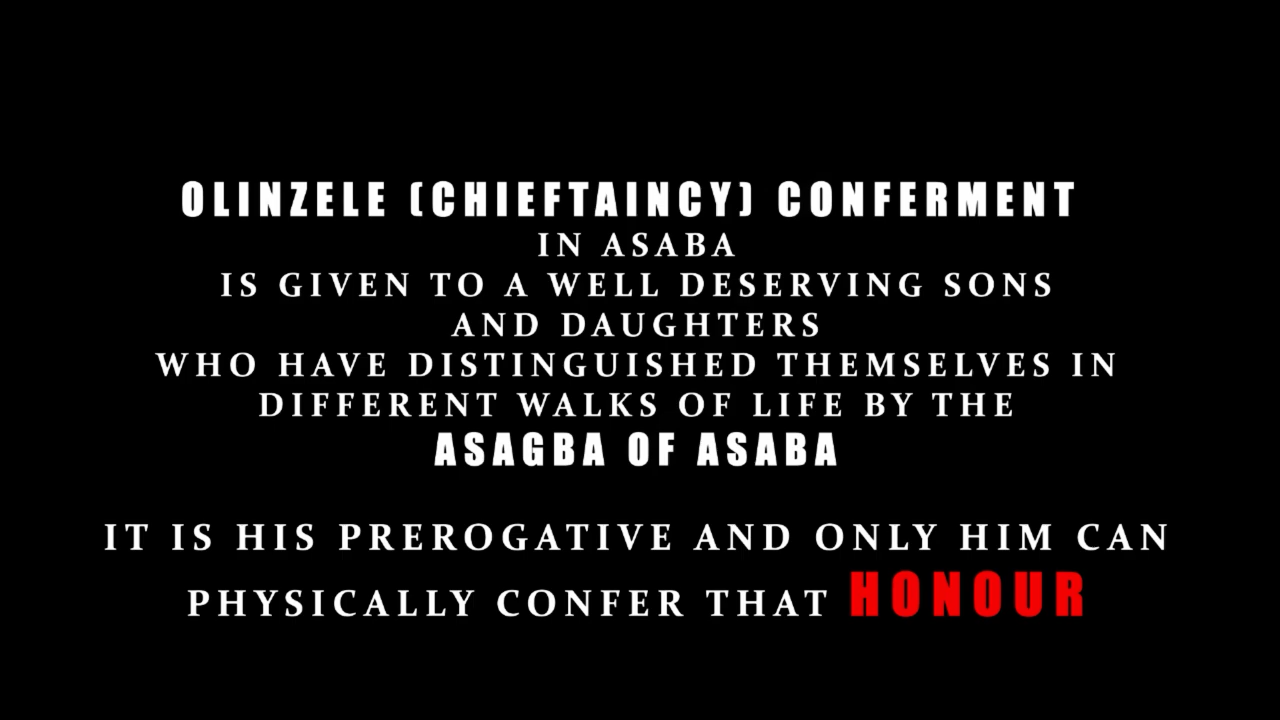 OLINZELE (CHIEFTAINCY) CONFERMENT
IN ASABA
IS GIVEN TO A WELL DESERVING SONS
AND DAUGHTERS
WHO HAVE DISTINGUISHED THEMSELVES IN
DIFFERENT WALKS OF LIFE BY THE
ASAGBA OF ASABA
IT IS HIS PREROGATIVE AND ONLY HIM CAN
PHYSICALLY CONFER THAT HONOUR